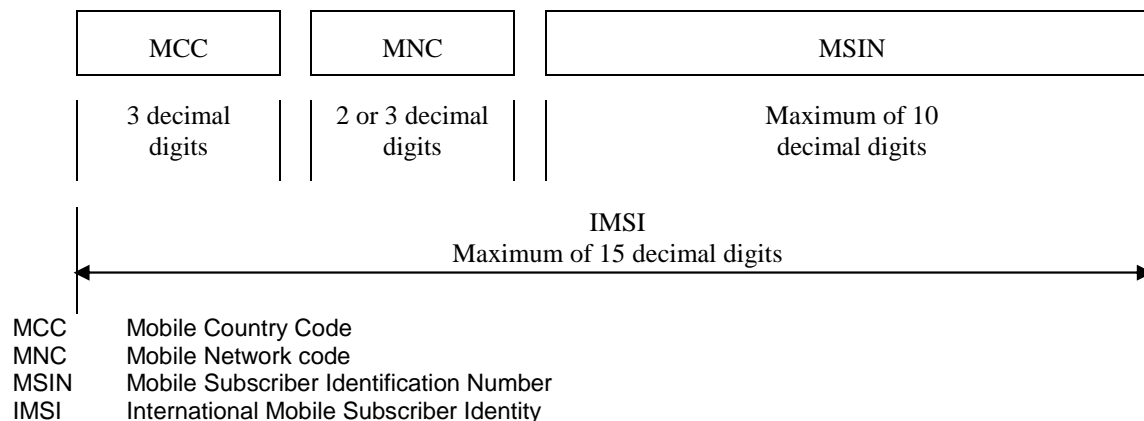 MCC MNC MSIN
3 decimal 2 or 3 decimal Maximum of 10
digits digits decimal digits
IMSI
Maximum of 15 decimal digits
MCC Mobile Country Code
MNC Mobile Network code
MSIN Mobile Subscriber Identification Number
IMSI International Mobile Subscriber Identity